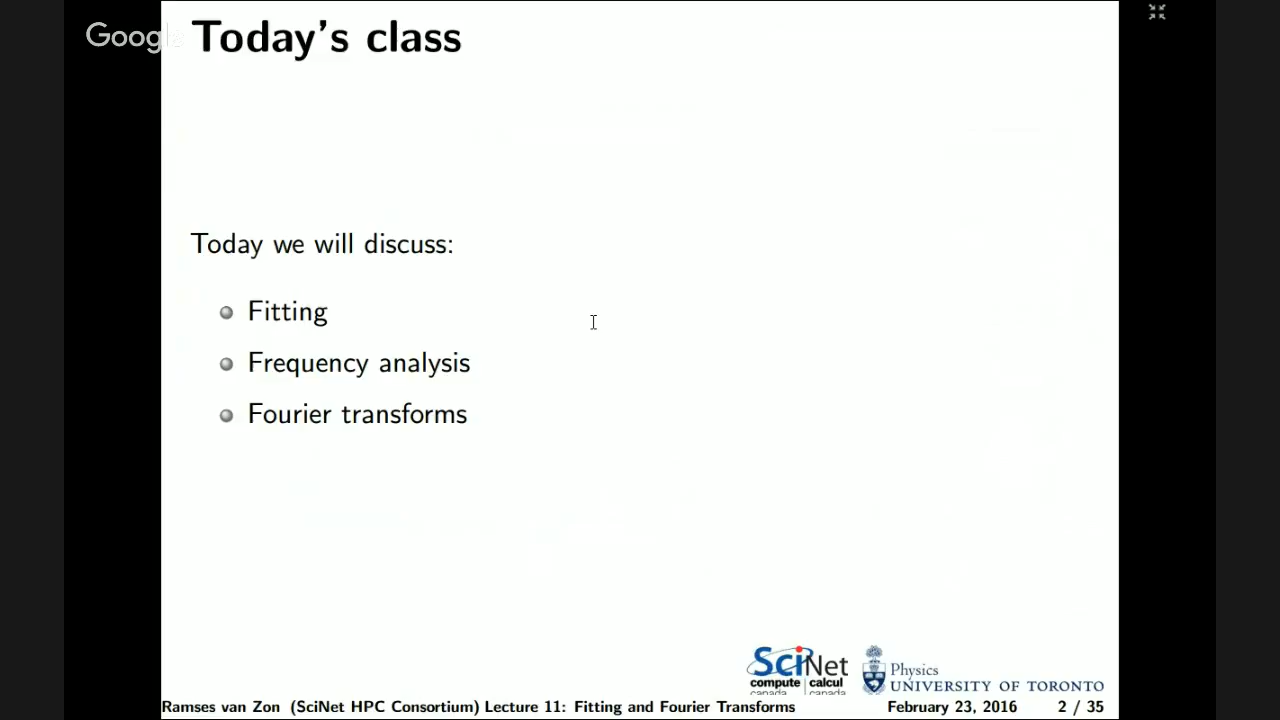 Google
Today's class
Today we will discuss:
Fitting
Frequency analysis
Fourier transforms
SciNet
compute | calcul
canada canada
Physics
UNIVERSITY OF TORONTO
Ramses van Zon (SciNet HPC Consortium) Lecture 11: Fitting and Fourier Transforms February 23, 2016 2 / 35